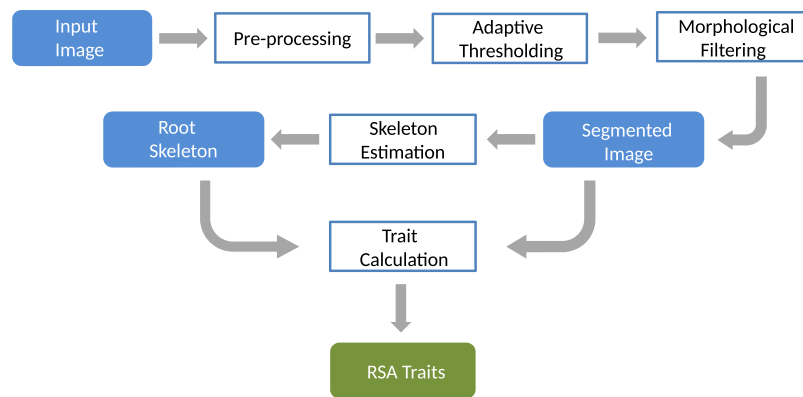 Input
Image
Pre-processing
Adaptive
Thresholding
Morphological
Filtering
Root
Skeleton
Skeleton
Estimation
Segmented
Image
Trait
Calculation
RSA Traits